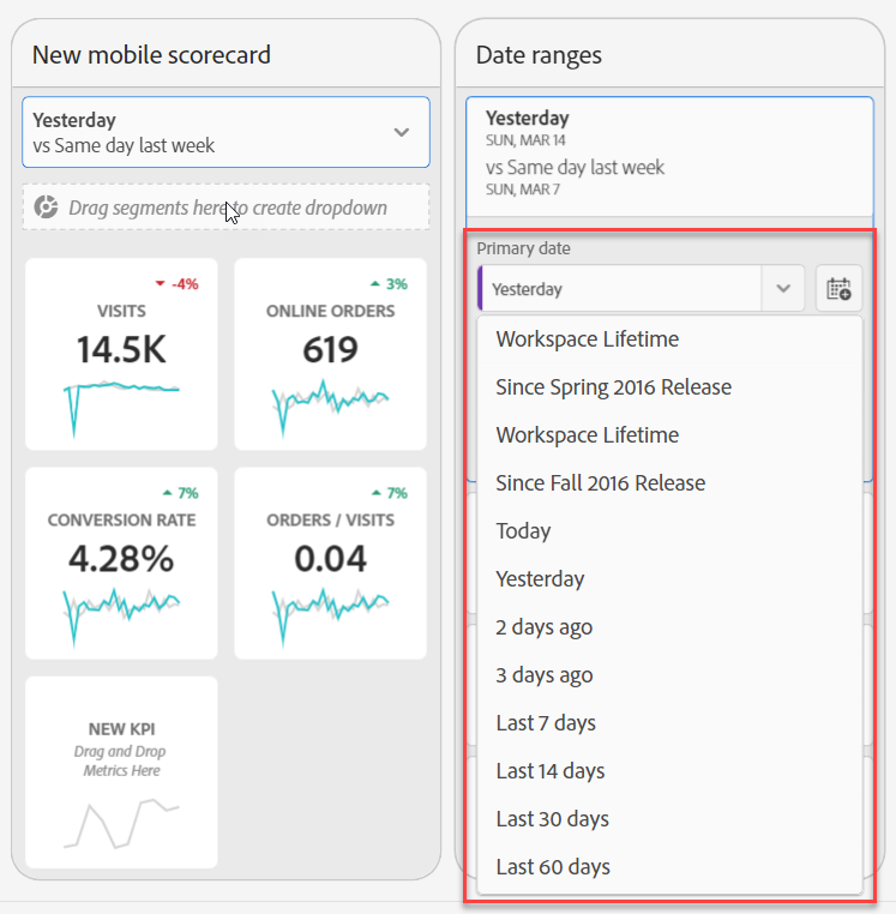 New mobile scorecard
Yesterday
vs Same day last week
Drag segments here to create dropdown
-4%
VISITS
14.5K
3%
ONLINE ORDERS
619
7%
CONVERSION RATE
4.28%
7%
ORDERS / VISITS
0.04
NEW KPI
Drag and Drop
Metrics Here
Date ranges
Yesterday
SUN, MAR 14
vs Same day last week
SUN, MAR 7
Primary date
Yesterday
Workspace Lifetime
Since Spring 2016 Release
Workspace Lifetime
Since Fall 2016 Release
Today
Yesterday
2 days ago
3 days ago
Last 7 days
Last 14 days
Last 30 days
Last 60 days